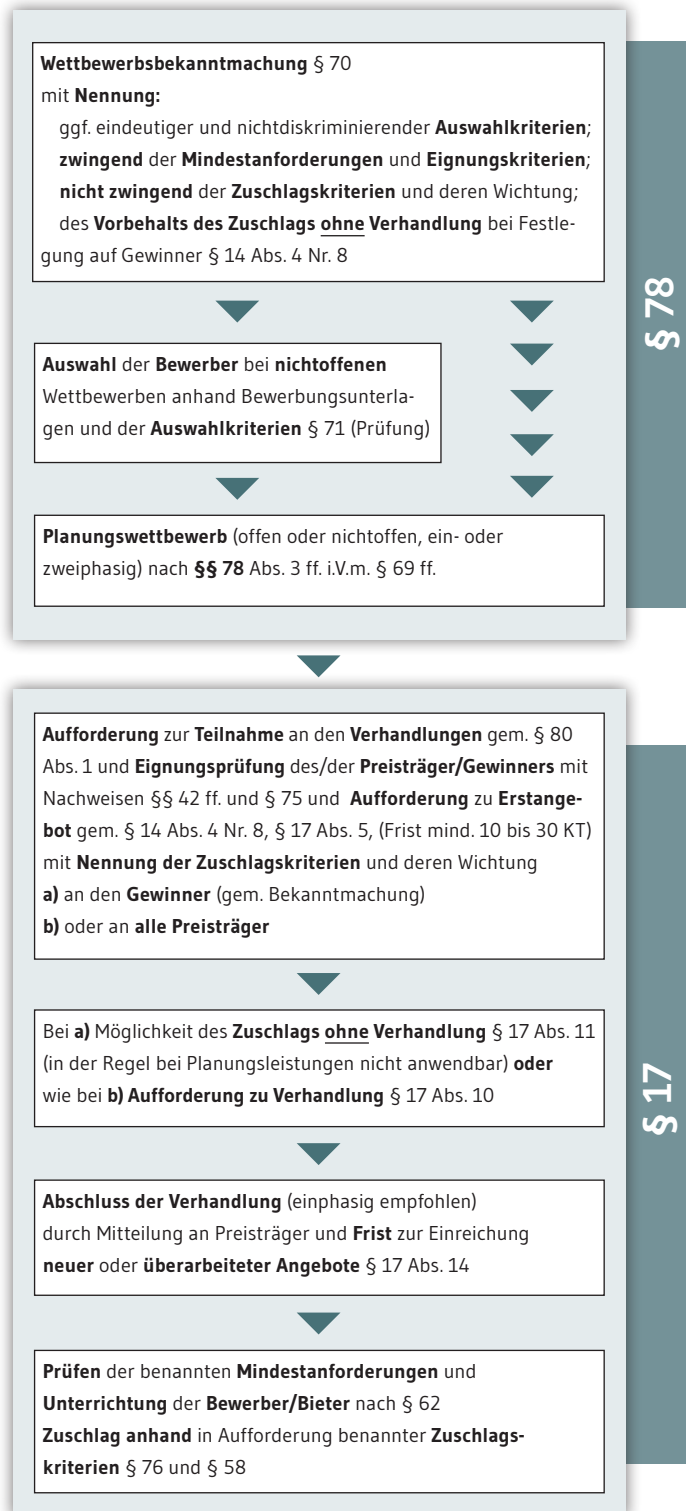 Wettbewerbsbekanntmachung § 70
mit Nennung:
ggf. eindeutiger und nichtdiskriminierender Auswahlkriterien;
zwingend der Mindestanforderungen und Eignungskriterien;
nicht zwingend der Zuschlagskriterien und deren Wichtung;
des Vorbehalts des Zuschlags ohne Verhandlung bei Festle-
gung auf Gewinner § 14 Abs. 4 Nr. 8
Auswahl der Bewerber bei nichtoffenen
Wettbewerben anhand Bewerbungsunterla-
gen und der Auswahlkriterien § 71 (Prüfung)
Planungswettbewerb (offen oder nichtoffen, ein- oder
zweiphasig) nach §§ 78 Abs. 3 ff. i.V.m. § 69 ff.
§ 78
Aufforderung zur Teilnahme an den Verhandlungen gem. § 80
Abs. 1 und Eignungsprüfung des/der Preisträger/Gewinners mit
Nachweisen §§ 42 ff. und § 75 und Aufforderung zu Erstange-
bot gem. § 14 Abs. 4 Nr. 8, § 17 Abs. 5, (Frist mind. 10 bis 30 KT)
mit Nennung der Zuschlagskriterien und deren Wichtung
a) an den Gewinner (gem. Bekanntmachung)
b) oder an alle Preisträger
Bei a) Möglichkeit des Zuschlags ohne Verhandlung § 17 Abs. 11
(in der Regel bei Planungsleistungen nicht anwendbar) oder
wie bei b) Aufforderung zu Verhandlung § 17 Abs. 10
Abschluss der Verhandlung (einphasig empfohlen)
durch Mitteilung an Preisträger und Frist zur Einreichung
neuer oder überarbeiteter Angebote § 17 Abs. 14
Prüfen der benannten Mindestanforderungen und
Unterrichtung der Bewerber/Bieter nach § 62
Zuschlag anhand in Aufforderung benannter Zuschlags-
kriterien § 76 und § 58
§ 17